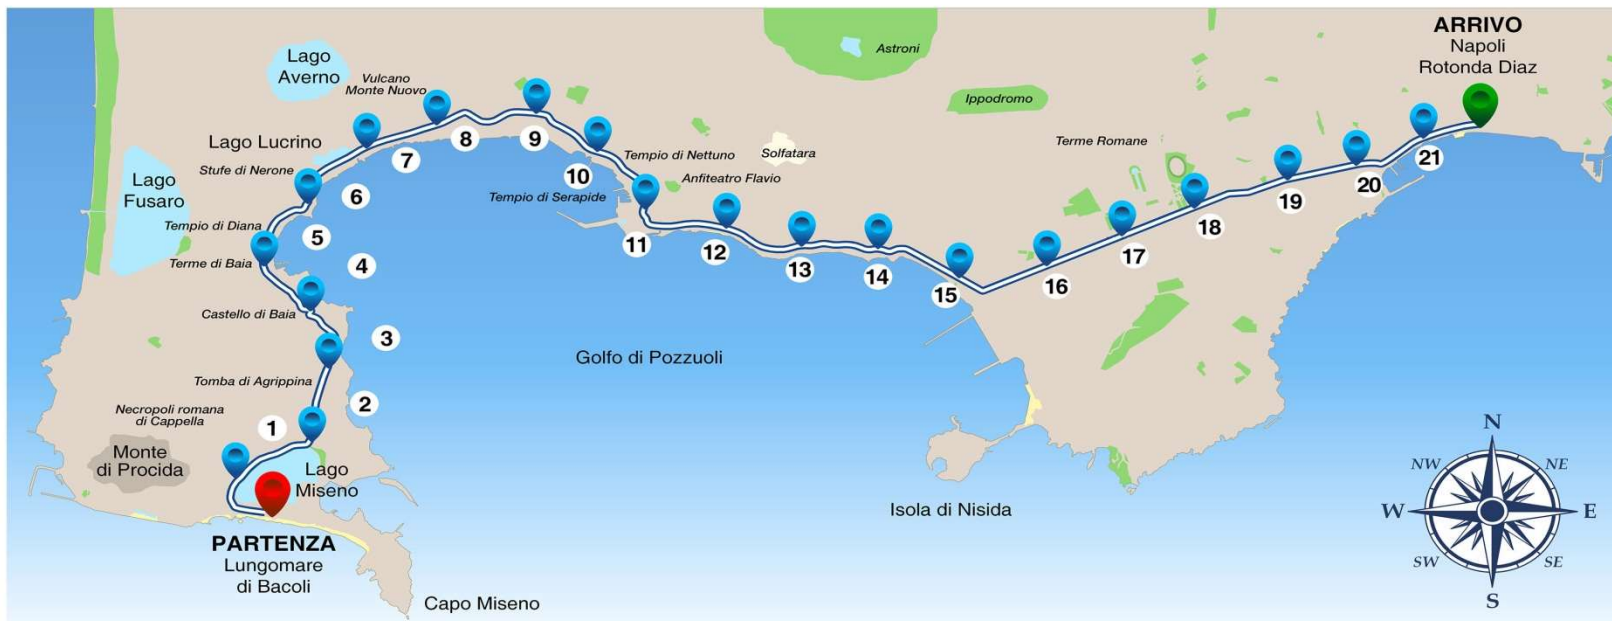 ARRIVO
Napoli
Rotonda Diaz
Lago
Averno
Astroni
Vulcano
Monte Nuovo
Ippodromo
Lago Lucrino
Stufe di Nerone
Lago
Fusaro
Tempio di Nettuno
Solfatara
Terme Romane
Anfiteatro Flavio
Tempio di Serapide
Tempio di Diana
Terme di Baia
Castello di Baia
Tomba di Agrippina
Necropoli romana
di Cappella
Monte
di Procida
Lago
Miseno
PARTENZA
Lungomare
di Bacoli
Capo Miseno
Golfo di Pozzuoli
Isola di Nisida
1
2
3
4
5
6
7
8
9
10
11
12
13
14
15
16
17
18
19
20
21
N
NW
NE
W
E
SW
SE
S